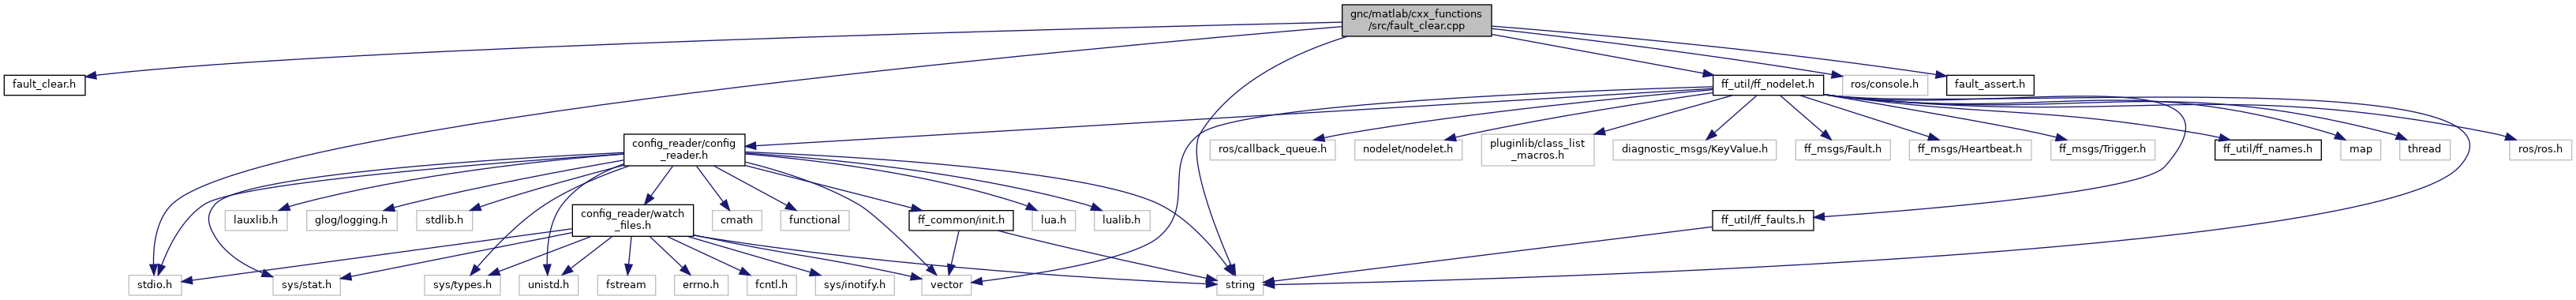 gnc/matlab/cxx_functions
/src/fault_clear.cpp
fault_clear.h
ff_util/ff_nodelet.h
ros/console.h
fault_assert.h
config_reader/config
_reader.h
ros/callback_queue.h
nodelet/nodelet.h
pluginlib/class_list
_macros.h
diagnostic_msgs/KeyValue.h
ff_msgs/Fault.h
ff_msgs/Heartbeat.h
ff_msgs/Trigger.h
ff_util/ff_names.h
map
thread
ros/ros.h
lauxlib.h
glog/logging.h
stdlib.h
config_reader/watch
_files.h
cmath
functional
ff_common/init.h
lua.h
lualib.h
ff_util/ff_faults.h
stdio.h
sys/stat.h
sys/types.h
unistd.h
fstream
errno.h
fcntl.h
sys/inotify.h
vector
string